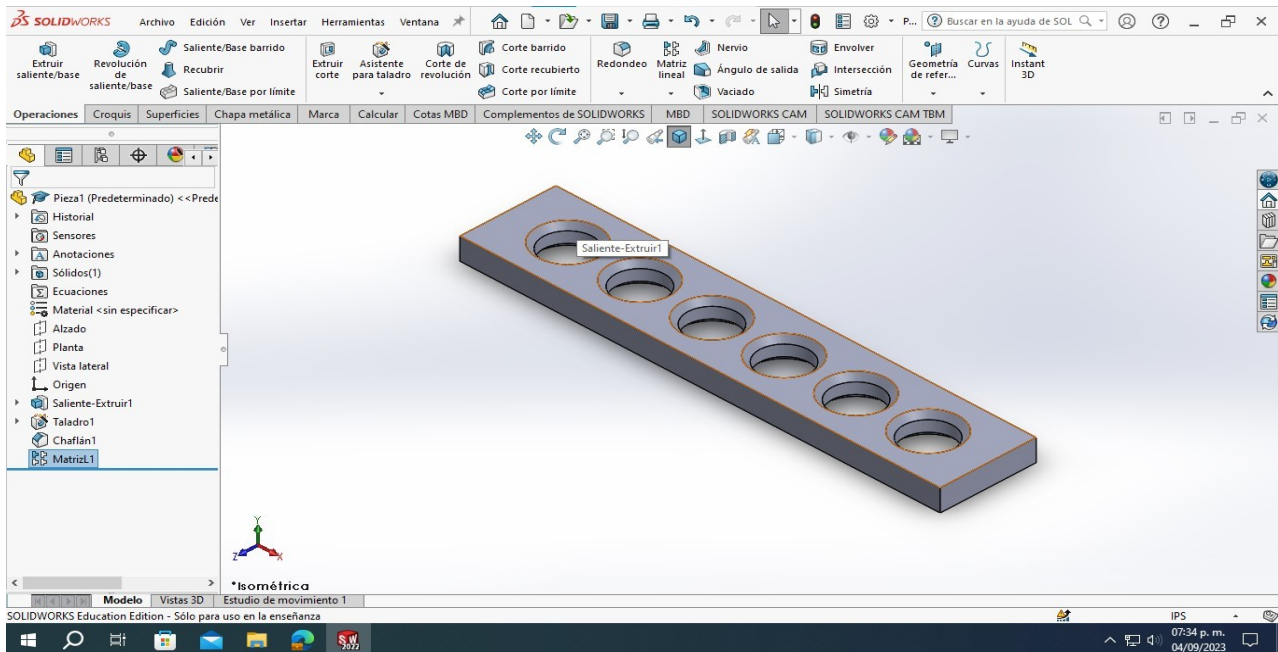 SOLIDWORKS Archivo Edición Ver Insertar Herramientas Ventana P... Buscar en la ayuda de SOL
Extruir saliente/base
Revolución de saliente/base
Saliente/Base barrido
Recubrir
Saliente/Base por límite
Extruir corte
Asistente para taladro
Corte de revolución
Corte barrido
Corte recubierto
Corte por límite
Redondeo
Matriz lineal
Nervio
Ángulo de salida
Vaciado
Envolver
Intersección
Simetría
Geometría de refer...
Curvas
Instant 3D
Operaciones Croquis Superficies Chapa metálica Marca Calcular Cotas MBD Complementos de SOLIDWORKS MBD SOLIDWORKS CAM SOLIDWORKS CAM TBM
Pieza1 (Predeterminado) <<Prede
Historial
Sensores
Anotaciones
Sólidos(1)
Ecuaciones
Material <sin especificar>
Alzado
Planta
Vista lateral
Origen
Saliente-Extruir1
Taladro1
Chaflán1
MatrizL1
Saliente-Extruir1
Y
Z X
*Isométrica
Modelo Vistas 3D Estudio de movimiento 1
SOLIDWORKS Education Edition - Sólo para uso en la enseñanza IPS
SW 2022
07:34 p. m.
04/09/2023